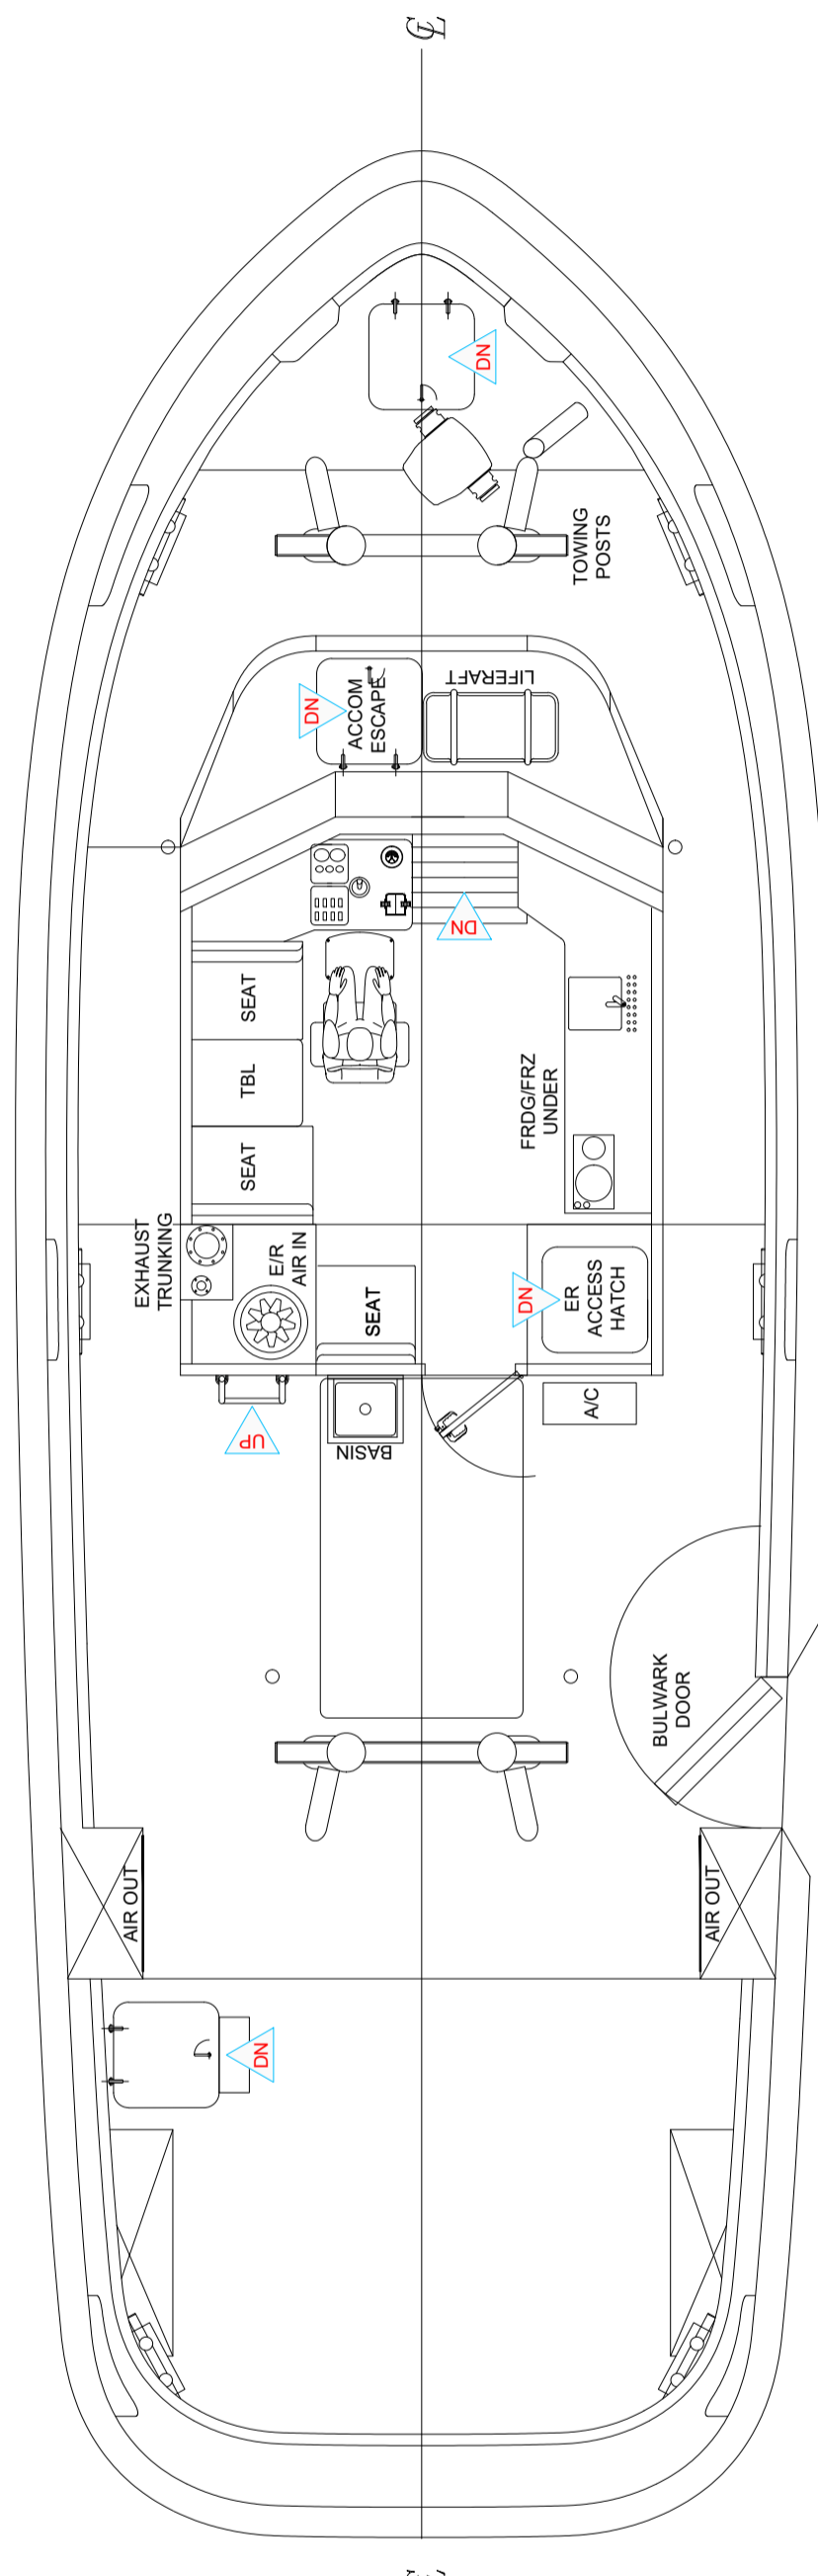 ℄
DN
TOWING
POSTS
DN
ACCOM
ESCAPE
LIFERAFT
DN
SEAT
TBL
SEAT
FRDG/FRZ
UNDER
EXHAUST
TRUNKING
E/R
AIR IN
SEAT
DN
ER
ACCESS
HATCH
UP
BASIN
A/C
BULWARK
DOOR
AIR OUT
AIR OUT
DN